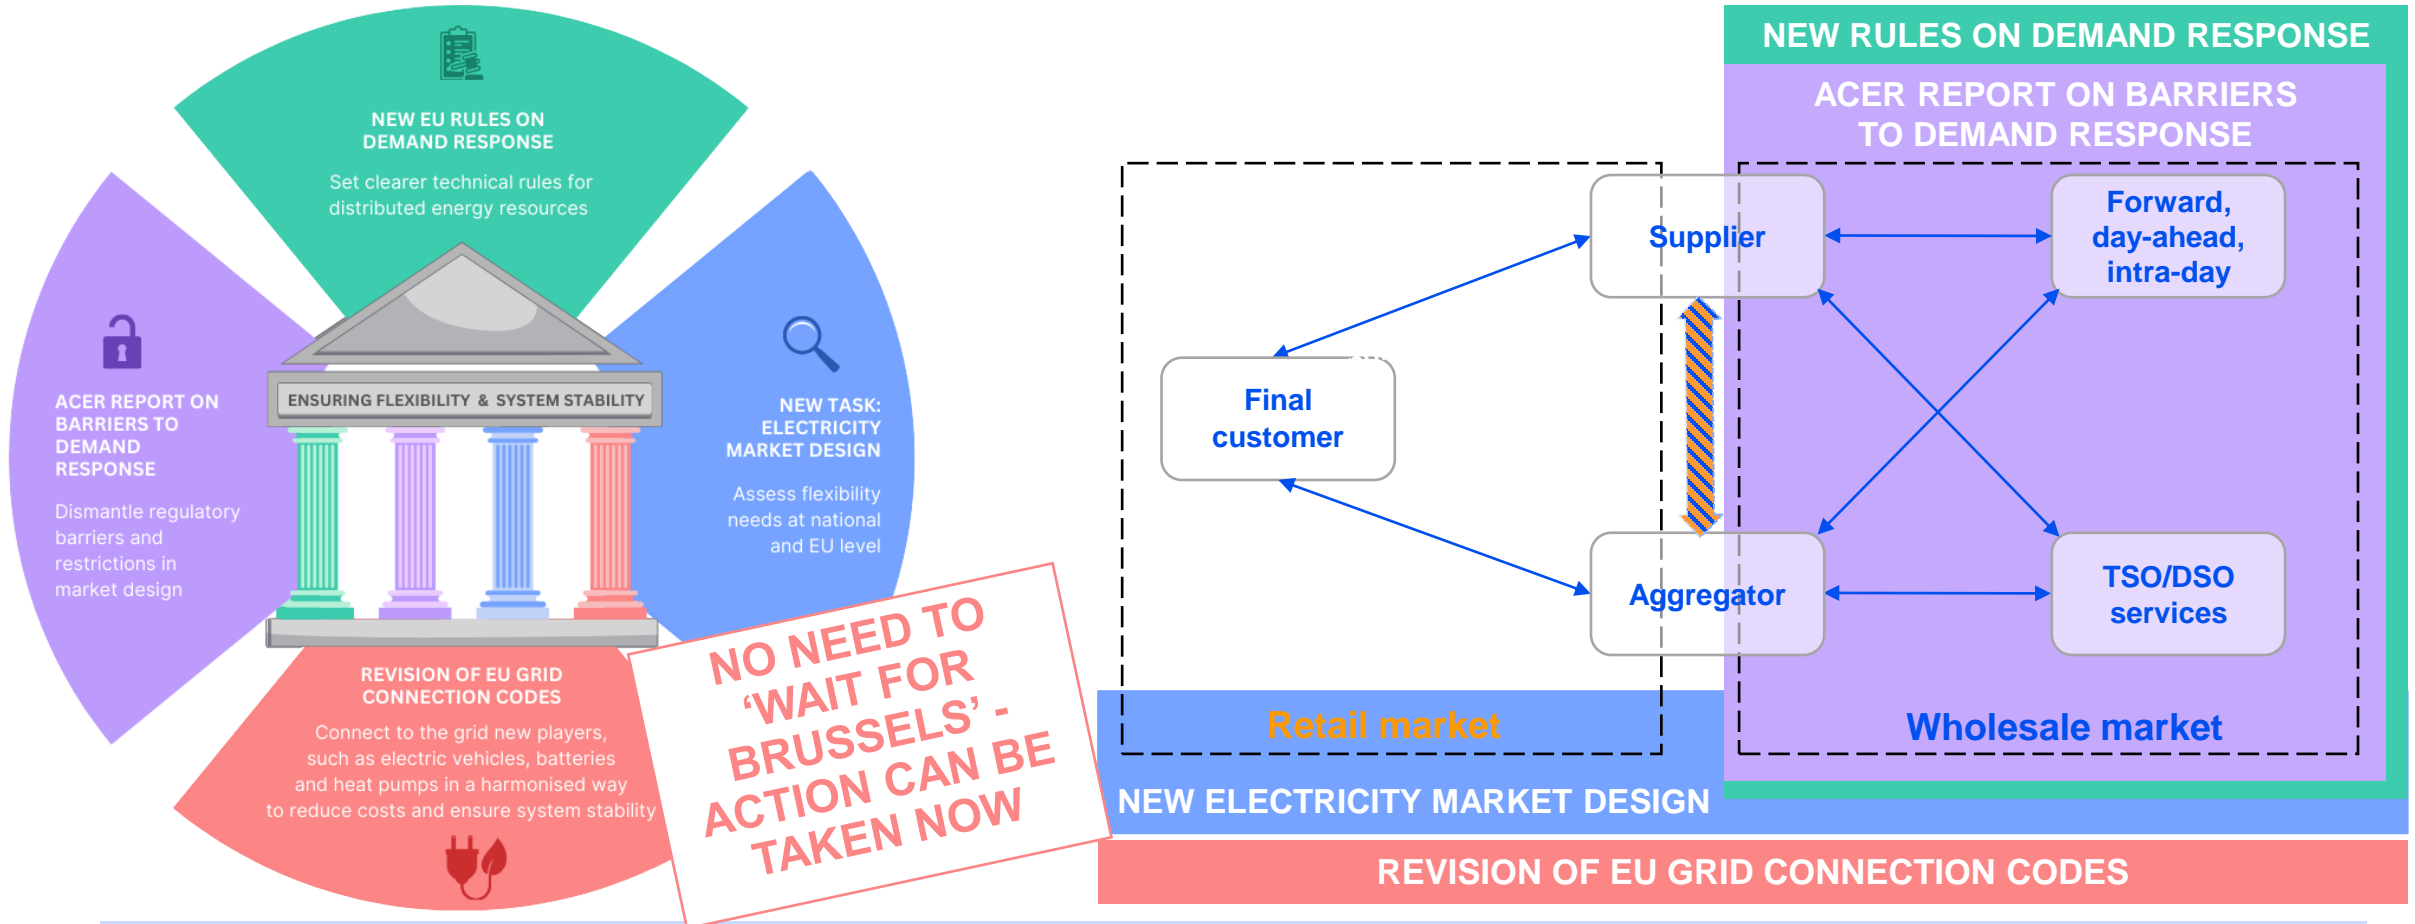 NEW EU RULES ON
DEMAND RESPONSE
Set clearer technical rules for
distributed energy resources
ACER REPORT ON
BARRIERS TO
DEMAND
RESPONSE
Dismantle regulatory
barriers and
restrictions in
market design
ENSURING FLEXIBILITY & SYSTEM STABILITY
NEW TASK:
ELECTRICITY
MARKET DESIGN
Assess flexibility
needs at national
and EU level
REVISION OF EU GRID
CONNECTION CODES
Connect to the grid new players,
such as electric vehicles, batteries
and heat pumps in a harmonised way
to reduce costs and ensure system stability
NO NEED TO
‘WAIT FOR
BRUSSELS’ -
ACTION CAN BE
TAKEN NOW
NEW RULES ON DEMAND RESPONSE
ACER REPORT ON BARRIERS
TO DEMAND RESPONSE
Supplier
Forward,
day-ahead,
intra-day
Final
customer
Aggregator
TSO/DSO
services
Retail market
Wholesale market
NEW ELECTRICITY MARKET DESIGN
REVISION OF EU GRID CONNECTION CODES